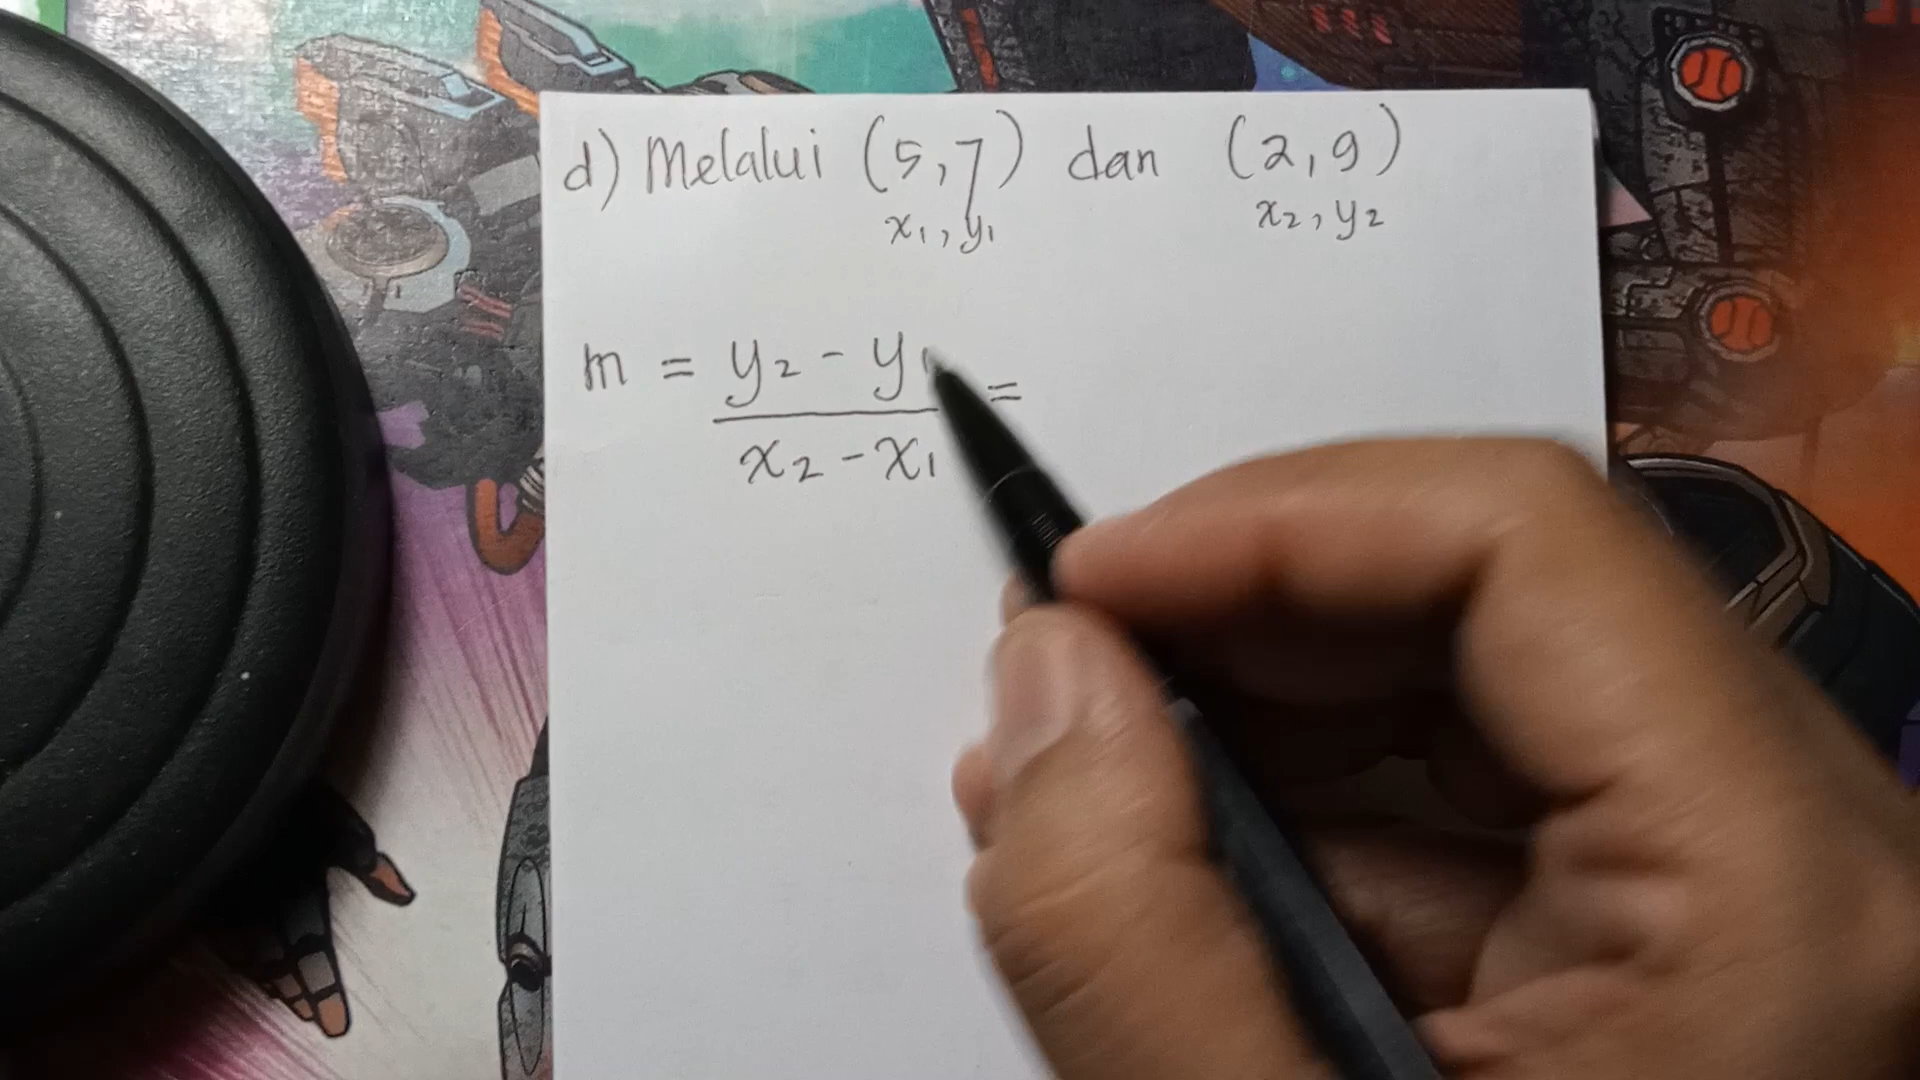 d) Melalui (5,7) dan (2,9)
x₁, y₁ x₂, y₂
m = y₂ - y₁ =
x₂ - x₁